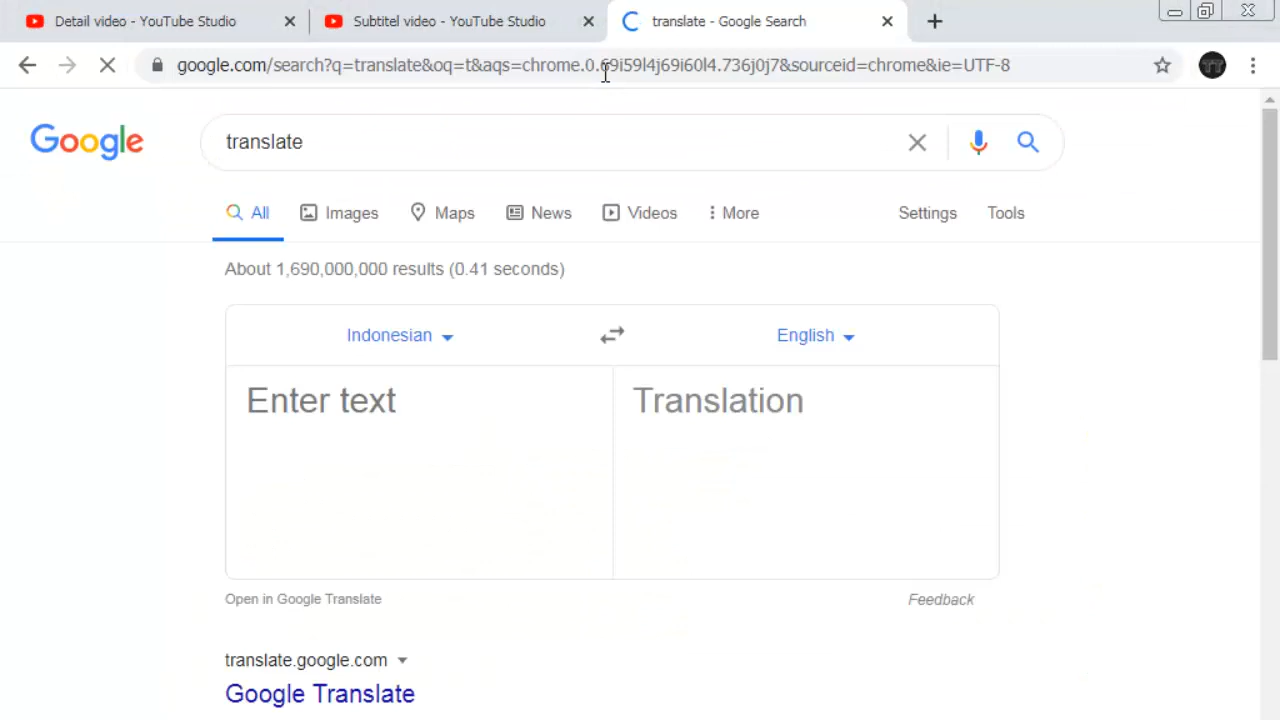 Detail video - YouTube Studio
Subtitel video - YouTube Studio
translate - Google Search
google.com/search?q=translate&oq=t&aqs=chrome.0.69i59l4j69i60l4.736j0j7&sourceid=chrome&ie=UTF-8
TT
Google
translate
All
Images
Maps
News
Videos
More
Settings
Tools
About 1,690,000,000 results (0.41 seconds)
Indonesian
English
Enter text
Translation
Open in Google Translate
Feedback
translate.google.com
Google Translate